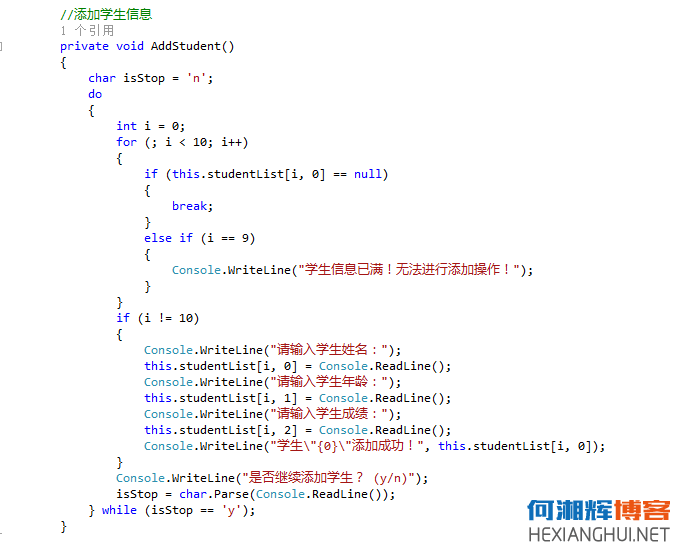 //添加学生信息
1 个引用
private void AddStudent()
{
char isStop = 'n';
do
{
int i = 0;
for (; i < 10; i++)
{
if (this.studentList[i, 0] == null)
{
break;
}
else if (i == 9)
{
Console.WriteLine("学生信息已满！无法进行添加操作！");
}
}
if (i != 10)
{
Console.WriteLine("请输入学生姓名：");
this.studentList[i, 0] = Console.ReadLine();
Console.WriteLine("请输入学生年龄：");
this.studentList[i, 1] = Console.ReadLine();
Console.WriteLine("请输入学生成绩：");
this.studentList[i, 2] = Console.ReadLine();
Console.WriteLine("学生\"{0}\"添加成功！", this.studentList[i, 0]);
}
Console.WriteLine("是否继续添加学生？ (y/n)");
isStop = char.Parse(Console.ReadLine());
} while (isStop == 'y');
}
何湘辉博客
HEXIANGHUI.NET